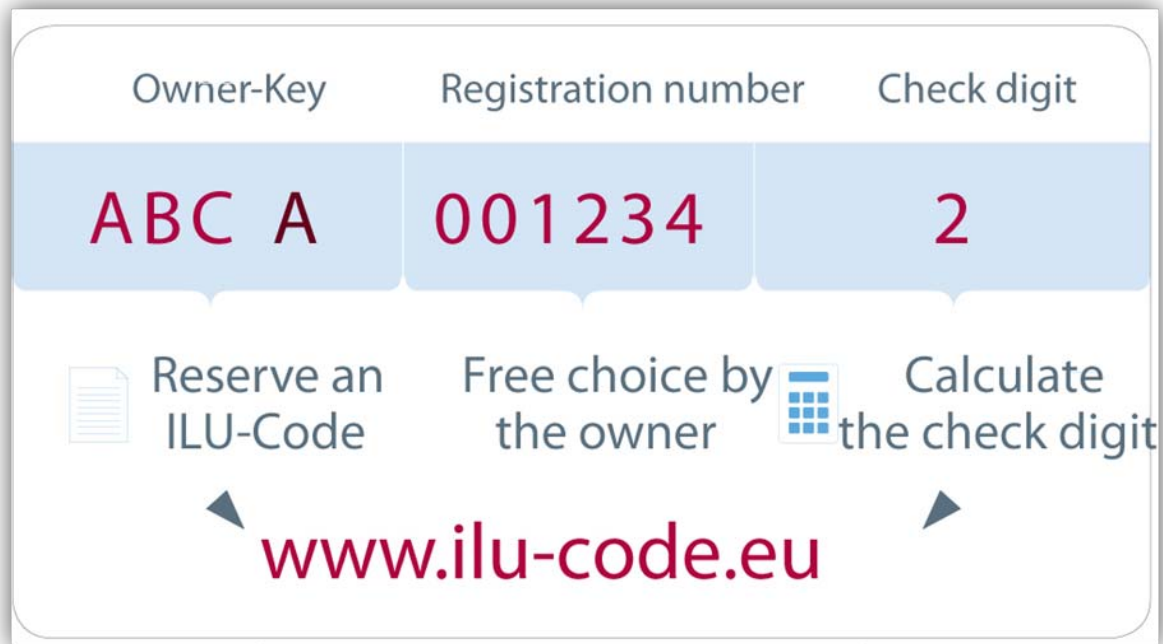 Owner-Key Registration number Check digit
ABC A 001234 2
Reserve an Free choice by Calculate
ILU-Code the owner the check digit
www.ilu-code.eu